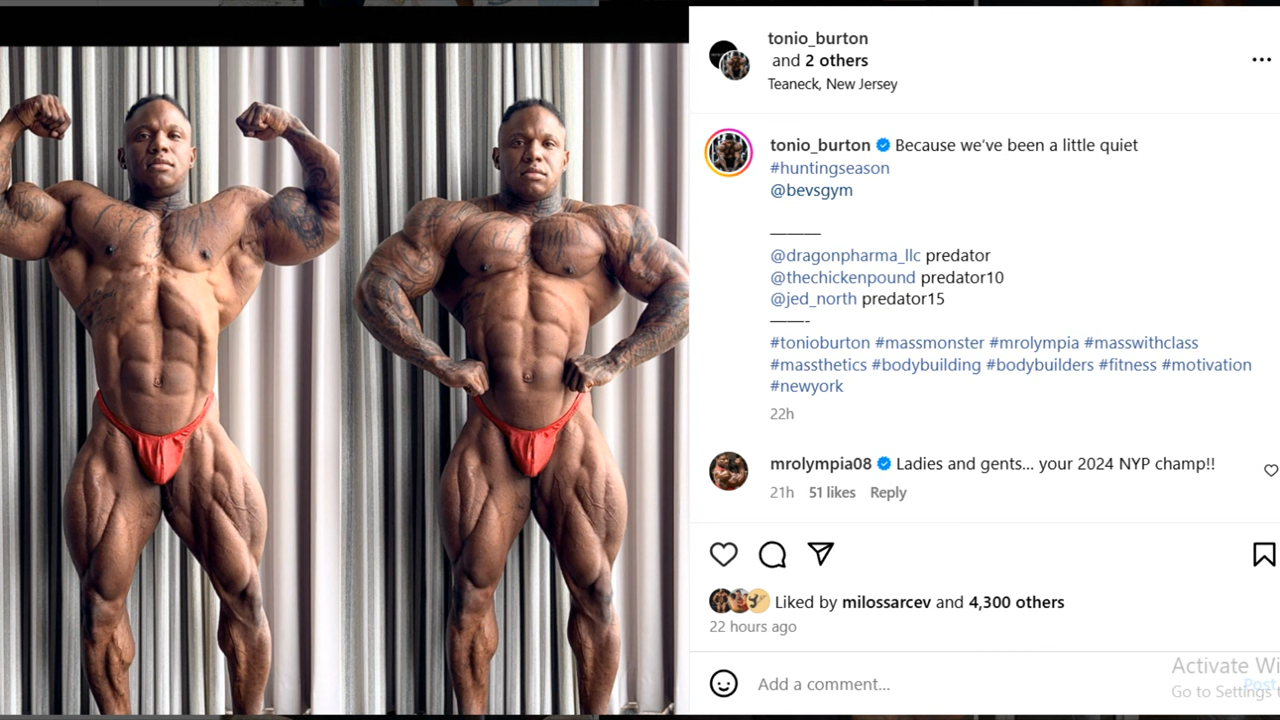 tonio_burton
and 2 others
Teaneck, New Jersey
tonio_burton Because we've been a little quiet
#huntingseason
@bevsgym
———
@dragonpharma_llc predator
@thechickenpound predator10
@jed_north predator15
——-
#tonioburton #massmonster #mrolympia #masswithclass
#massthetics #bodybuilding #bodybuilders #fitness #motivation
#newyork
22h
mrolympia08 Ladies and gents... your 2024 NYP champ!!
21h 51 likes Reply
Liked by milossarcev and 4,300 others
22 hours ago
Add a comment...
Activate Wi
Post
Go to Settings t